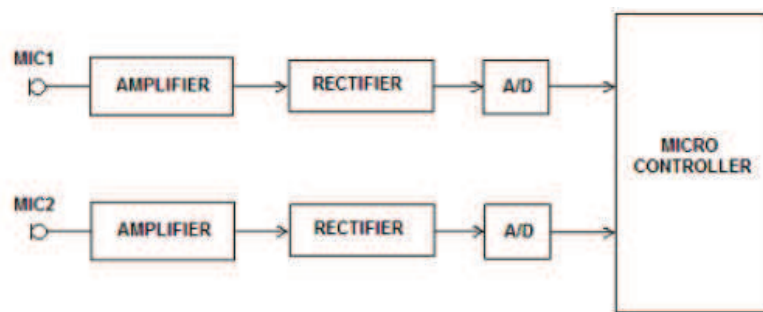 MIC1
AMPLIFIER
RECTIFIER
A/D
MICRO
CONTROLLER
MIC2
AMPLIFIER
RECTIFIER
A/D